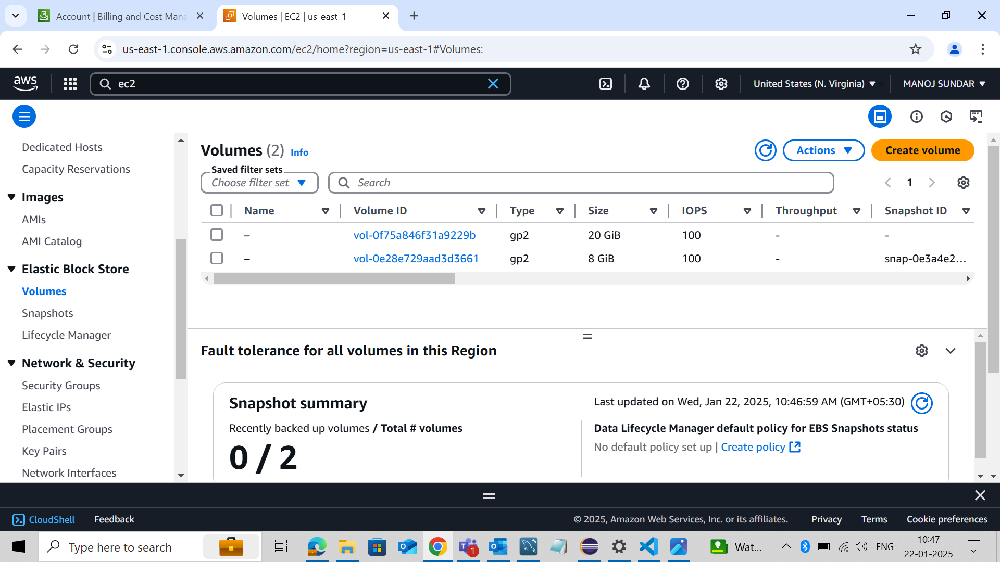 Account | Billing and Cost Mana
Volumes | EC2 | us-east-1
us-east-1.console.aws.amazon.com/ec2/home?region=us-east-1#Volumes:
aws
ec2
United States (N. Virginia)
MANOJ SUNDAR
Dedicated Hosts
Capacity Reservations
Images
AMIs
AMI Catalog
Elastic Block Store
Volumes
Snapshots
Lifecycle Manager
Network & Security
Security Groups
Elastic IPs
Placement Groups
Key Pairs
Network Interfaces
Volumes (2) Info
Actions
Create volume
Saved filter sets
Choose filter set
Search
1
Name Volume ID Type Size IOPS Throughput Snapshot ID
– vol-0f75a846f31a9229b gp2 20 GiB 100 - -
– vol-0e28e729aad3d3661 gp2 8 GiB 100 - snap-0e3a4e2...
Fault tolerance for all volumes in this Region
Snapshot summary
Last updated on Wed, Jan 22, 2025, 10:46:59 AM (GMT+05:30)
Recently backed up volumes / Total # volumes
0 / 2
Data Lifecycle Manager default policy for EBS Snapshots status
No default policy set up | Create policy
CloudShell
Feedback
© 2025, Amazon Web Services, Inc. or its affiliates.
Privacy
Terms
Cookie preferences
Type here to search
1
Wat...
ENG
10:47
22-01-2025